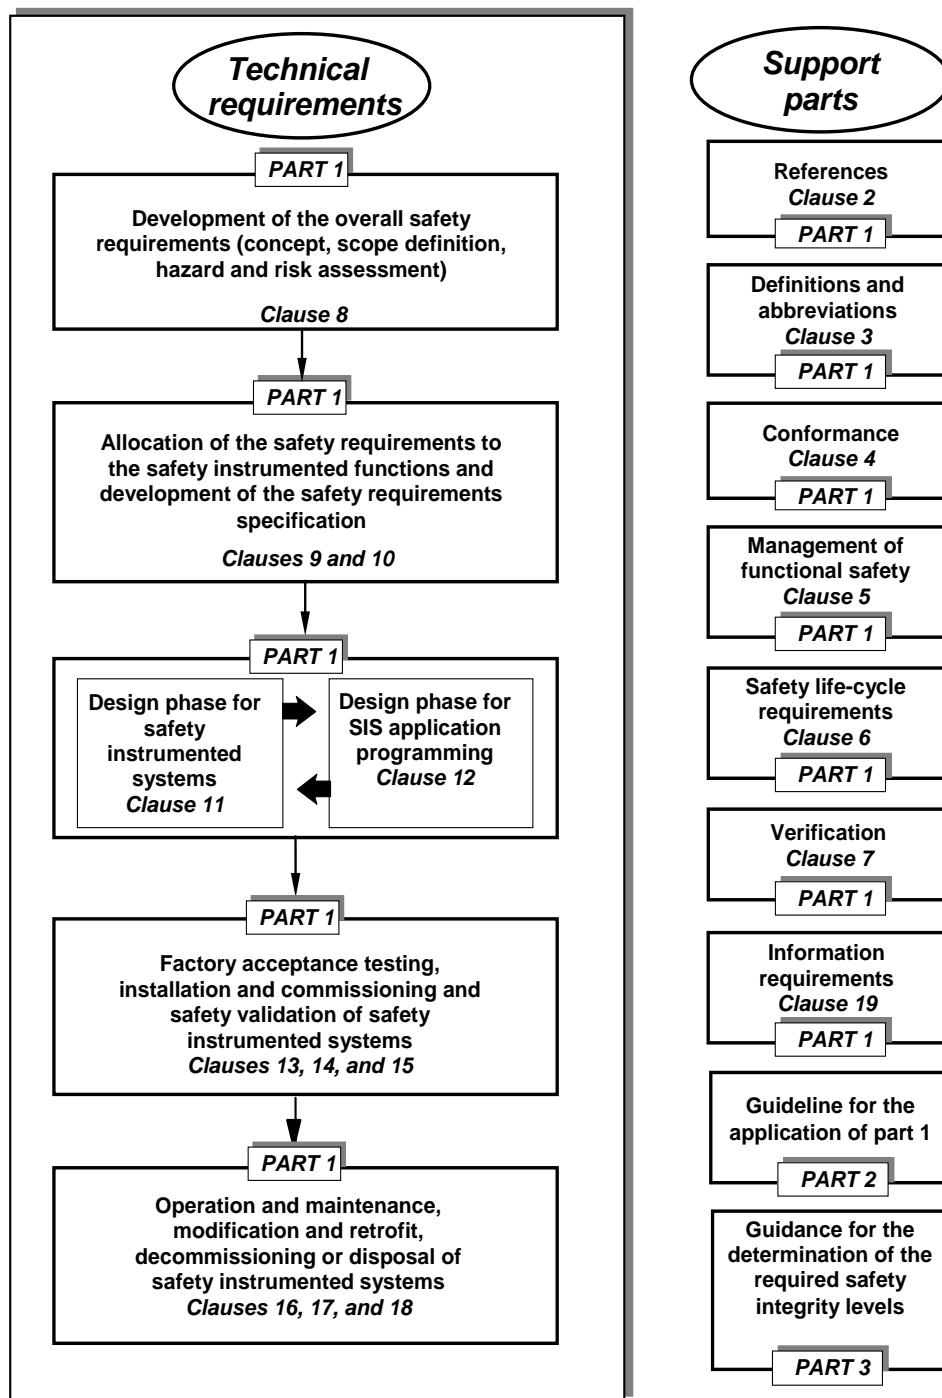 Technical
requirements
PART 1
Development of the overall safety
requirements (concept, scope definition,
hazard and risk assessment)
Clause 8
PART 1
Allocation of the safety requirements to
the safety instrumented functions and
development of the safety requirements
specification
Clauses 9 and 10
PART 1
Design phase for
safety
instrumented
systems
Clause 11
Design phase for
SIS application
programming
Clause 12
PART 1
Factory acceptance testing,
installation and commissioning and
safety validation of safety
instrumented systems
Clauses 13, 14, and 15
PART 1
Operation and maintenance,
modification and retrofit,
decommissioning or disposal of
safety instrumented systems
Clauses 16, 17, and 18
Support
parts
References
Clause 2
PART 1
Definitions and
abbreviations
Clause 3
PART 1
Conformance
Clause 4
PART 1
Management of
functional safety
Clause 5
PART 1
Safety life-cycle
requirements
Clause 6
PART 1
Verification
Clause 7
PART 1
Information
requirements
Clause 19
PART 1
Guideline for the
application of part 1
PART 2
Guidance for the
determination of the
required safety
integrity levels
PART 3